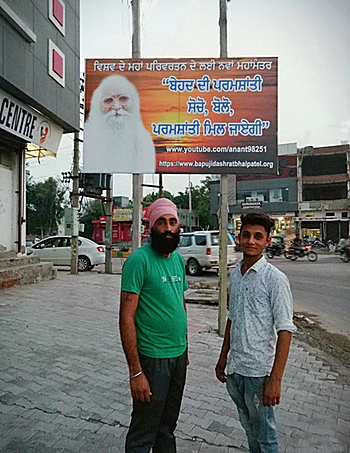 ਵਿਸ਼ਵ ਦੇ ਮਹਾਂ ਪਰਿਵਰਤਨ ਦੇ ਲਈ ਨਵਾਂ ਮਹਾਂਮੰਤਰ
"ਬੇਹਦ ਦੀ ਪਰਮਸ਼ਾਂਤੀ
ਸੋਚੋ, ਬੋਲੋ,
ਪਰਮਸ਼ਾਂਤੀ ਮਿਲ ਜਾਏਗੀ"
www.youtube.com/anant98251
https://www.bapujidashratbhaipatel.org
CENTRE